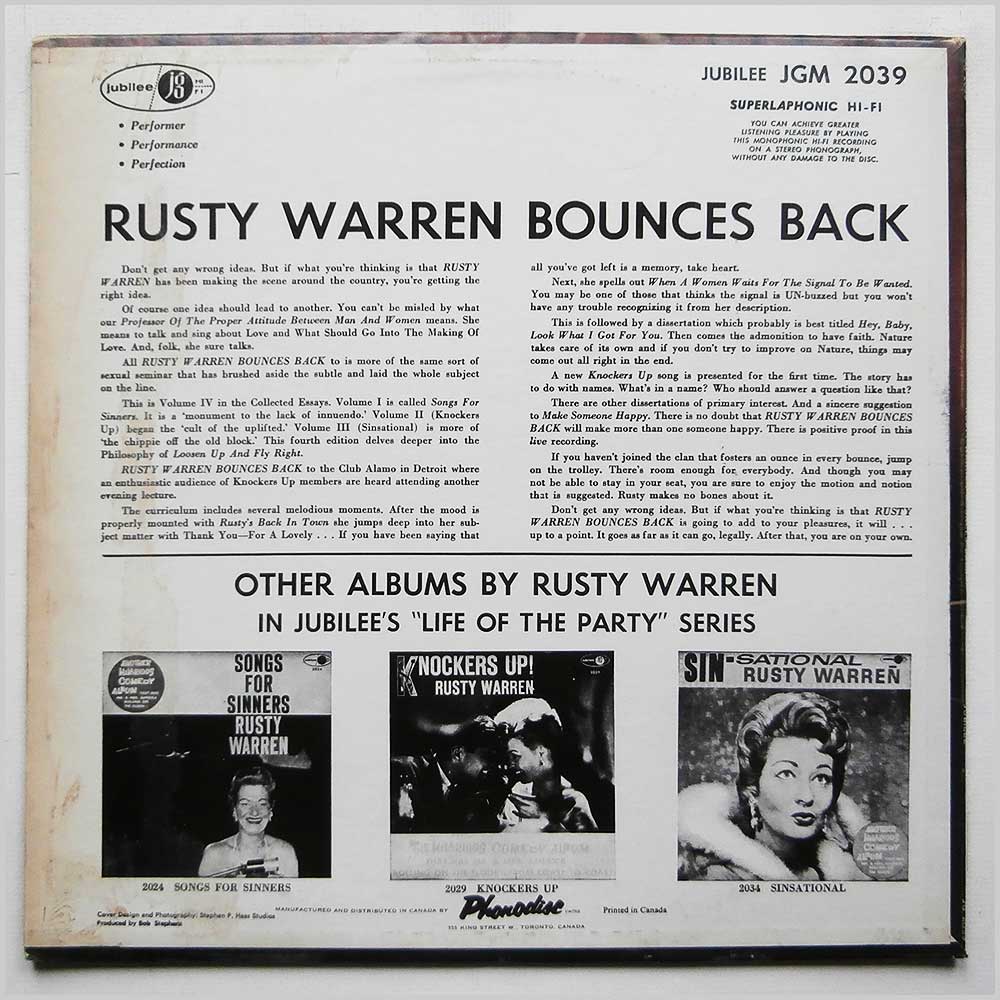 jubilee jg HI FI
• Performer
• Performance
• Perfection
JUBILEE JGM 2039
SUPERLAPHONIC HI-FI
YOU CAN ACHIEVE GREATER
LISTENING PLEASURE BY PLAYING
THIS MONOPHONIC HI-FI RECORDING
ON A STEREO PHONOGRAPH,
WITHOUT ANY DAMAGE TO THE DISC.
RUSTY WARREN BOUNCES BACK
Don't get any wrong ideas. But if what you're thinking is that RUSTY
WARREN has been making the scene around the country, you're getting the
right idea.
Of course one idea should lead to another. You can't be misled by what
our Professor Of The Proper Attitude Between Man And Women means. She
means to talk and sing about Love and What Should Go Into The Making Of
Love. And, folk, she sure talks.
All RUSTY WARREN BOUNCES BACK to is more of the same sort of
sexual seminar that has brushed aside the subtle and laid the whole subject
on the line.
This is Volume IV in the Collected Essays. Volume I is called Songs For
Sinners. It is a 'monument to the lack of innuendo.' Volume II (Knockers
Up) began the 'cult of the uplifted.' Volume III (Sinsational) is more of
'the chippie off the old block.' This fourth edition delves deeper into the
Philosophy of Loosen Up And Fly Right.
RUSTY WARREN BOUNCES BACK to the Club Alamo in Detroit where
an enthusiastic audience of Knockers Up members are heard attending another
evening lecture.
The curriculum includes several melodious moments. After the mood is
properly mounted with Rusty's Back In Town she jumps deep into her sub-
ject matter with Thank You—For A Lovely . . . If you have been saying that
all you've got left is a memory, take heart.
Next, she spells out When A Women Waits For The Signal To Be Wanted.
You may be one of those that thinks the signal is UN-buzzed but you won't
have any trouble recognizing it from her description.
This is followed by a dissertation which probably is best titled Hey, Baby,
Look What I Got For You. Then comes the admonition to have faith. Nature
takes care of its own and if you don't try to improve on Nature, things may
come out all right in the end.
A new Knockers Up song is presented for the first time. The story has
to do with names. What's in a name? Who should answer a question like that?
There are other dissertations of primary interest. And a sincere suggestion
to Make Someone Happy. There is no doubt that RUSTY WARREN BOUNCES
BACK will make more than one someone happy. There is positive proof in this
live recording.
If you haven't joined the clan that fosters an ounce in every bounce, jump
on the trolley. There's room enough for everybody. And though you may
not be able to stay in your seat, you are sure to enjoy the motion and notion
that is suggested. Rusty makes no bones about it.
Don't get any wrong ideas. But if what you're thinking is that RUSTY
WARREN BOUNCES BACK is going to add to your pleasures, it will . . .
up to a point. It goes as far as it can go, legally. After that, you are on your own.
OTHER ALBUMS BY RUSTY WARREN
IN JUBILEE'S "LIFE OF THE PARTY" SERIES
ANOTHER HUMOROUS COMEDY ALBUM
SONGS
FOR
SINNERS
RUSTY
WARREN
2024 SONGS FOR SINNERS
KNOCKERS UP!
RUSTY WARREN
2029 KNOCKERS UP
SIN-SATIONAL
RUSTY WARREN
ANOTHER HUMOROUS COMEDY ALBUM
2034 SINSATIONAL
Cover Design and Photography: Stephen P. Haas Studios
Produced by Bob Stephens
MANUFACTURED AND DISTRIBUTED IN CANADA BY Phonodisc LIMITED Printed in Canada
355 KING STREET W., TORONTO, CANADA